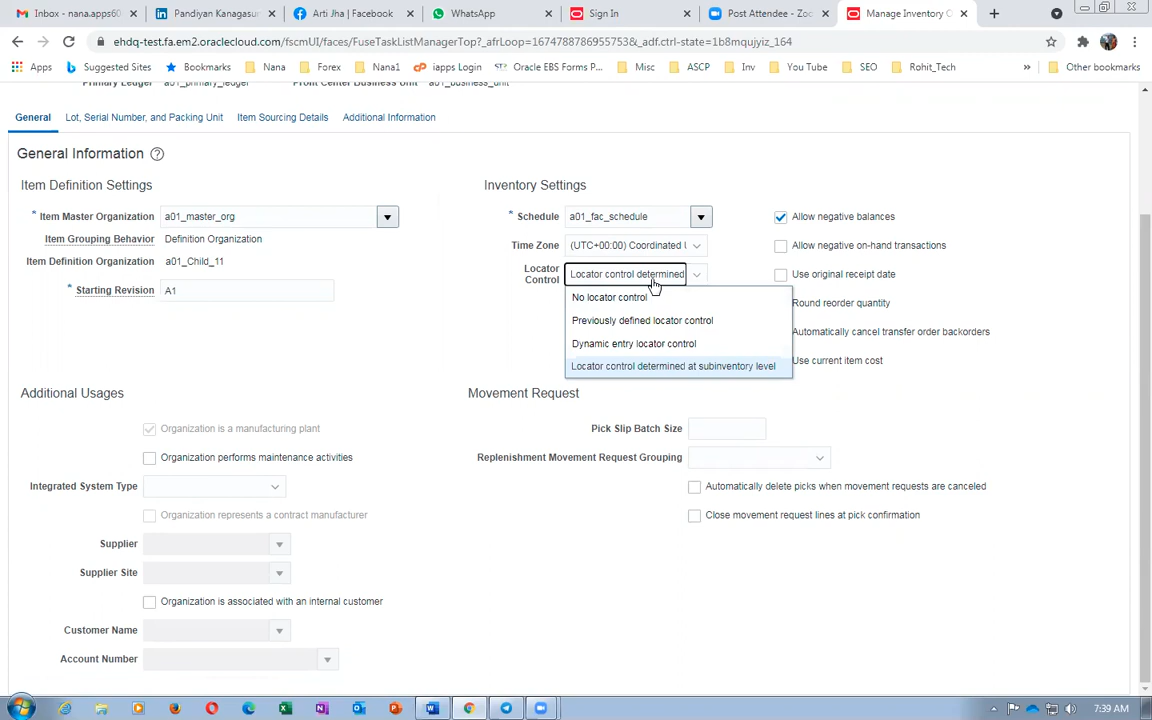 Inbox - nana.apps60
Pandiyan Kanagasun
Arti Jha | Facebook
WhatsApp
Sign In
Post Attendee - Zoo
Manage Inventory O
ehdq-test.fa.em2.oraclecloud.com/fscmUI/faces/FuseTaskListManagerTop?_afrLoop=1674788786955753&_adf.ctrl-state=1b8mqujyiz_164
Apps
Suggested Sites
Bookmarks
Nana
Forex
Nana1
iapps Login
Oracle EBS Forms P...
Misc
ASCP
Inv
You Tube
SEO
Rohit_Tech
»
Other bookmarks
Primary Ledger a01_primary_ledger
Profit Center Business Unit a01_business_unit
General
Lot, Serial Number, and Packing Unit
Item Sourcing Details
Additional Information
General Information ?
Item Definition Settings
* Item Master Organization a01_master_org
Item Grouping Behavior Definition Organization
Item Definition Organization a01_Child_11
* Starting Revision A1
Inventory Settings
* Schedule a01_fac_schedule
Time Zone (UTC+00:00) Coordinated U
Locator Control Locator control determined
No locator control
Previously defined locator control
Dynamic entry locator control
Locator control determined at subinventory level
Allow negative balances
Allow negative on-hand transactions
Use original receipt date
Round reorder quantity
Automatically cancel transfer order backorders
Use current item cost
Additional Usages
Organization is a manufacturing plant
Organization performs maintenance activities
Integrated System Type
Organization represents a contract manufacturer
Supplier
Supplier Site
Organization is associated with an internal customer
Customer Name
Account Number
Movement Request
Pick Slip Batch Size
Replenishment Movement Request Grouping
Automatically delete picks when movement requests are canceled
Close movement request lines at pick confirmation
7:39 AM